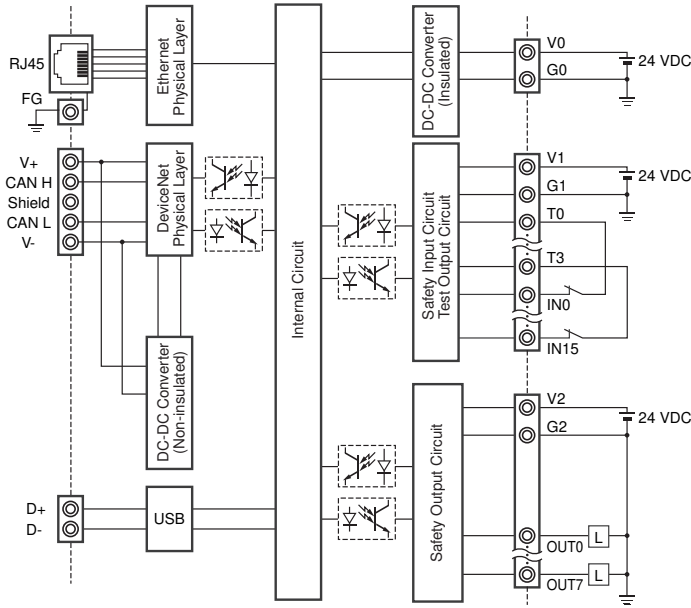 RJ45
FG
Ethernet
Physical Layer
V+
CAN H
Shield
CAN L
V-
DeviceNet
Physical Layer
DC-DC Converter
(Non-insulated)
D+
D-
USB
Internal Circuit
DC-DC Converter
(Insulated)
V0
G0
24 VDC
Safety Input Circuit
Test Output Circuit
V1
G1
T0
T3
IN0
IN15
24 VDC
Safety Output Circuit
V2
G2
24 VDC
OUT0
L
OUT7
L